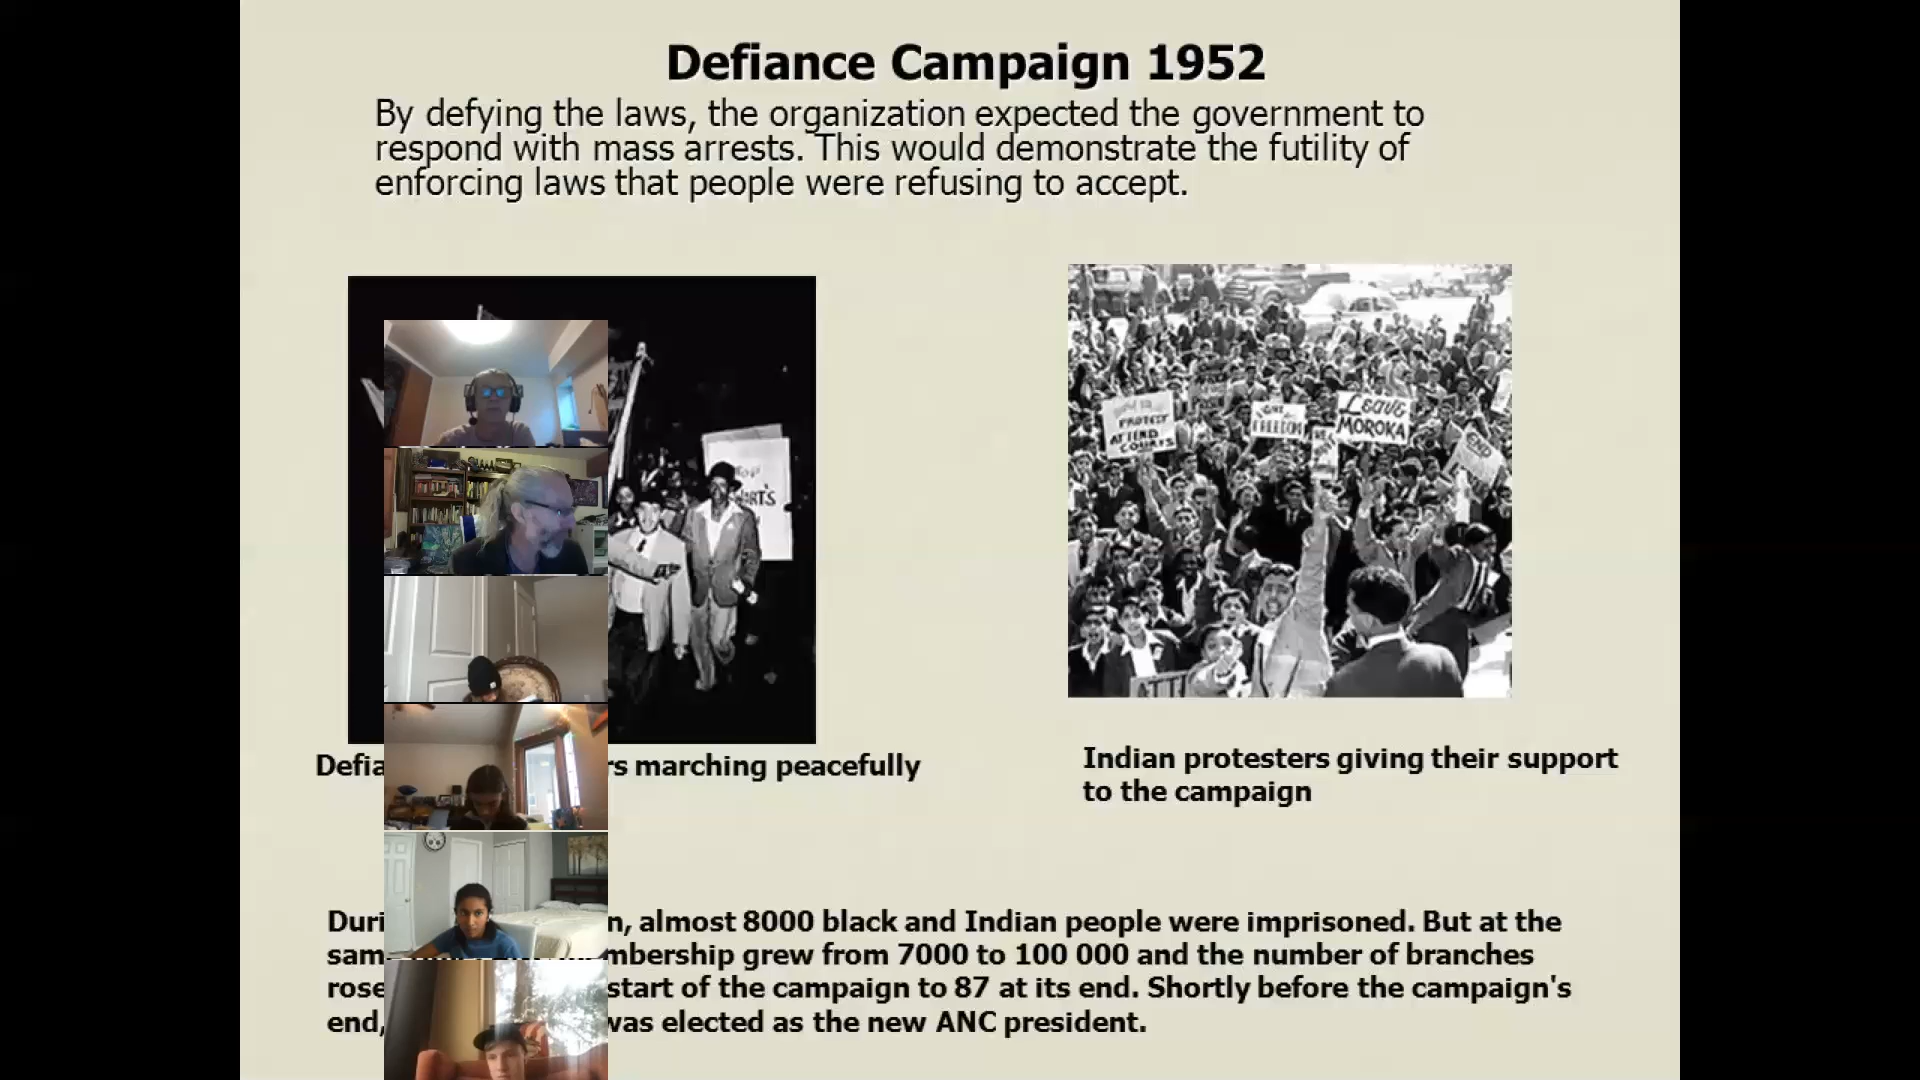 Defiance Campaign 1952
By defying the laws, the organization expected the government to
respond with mass arrests. This would demonstrate the futility of
enforcing laws that people were refusing to accept.
PROTEST
ATTEND
COURTS
FREEDOM
LEAVE
MOROKA
Defia rs marching peacefully
Indian protesters giving their support
to the campaign
Duri n, almost 8000 black and Indian people were imprisoned. But at the
sam mbership grew from 7000 to 100 000 and the number of branches
rose start of the campaign to 87 at its end. Shortly before the campaign's
end, was elected as the new ANC president.